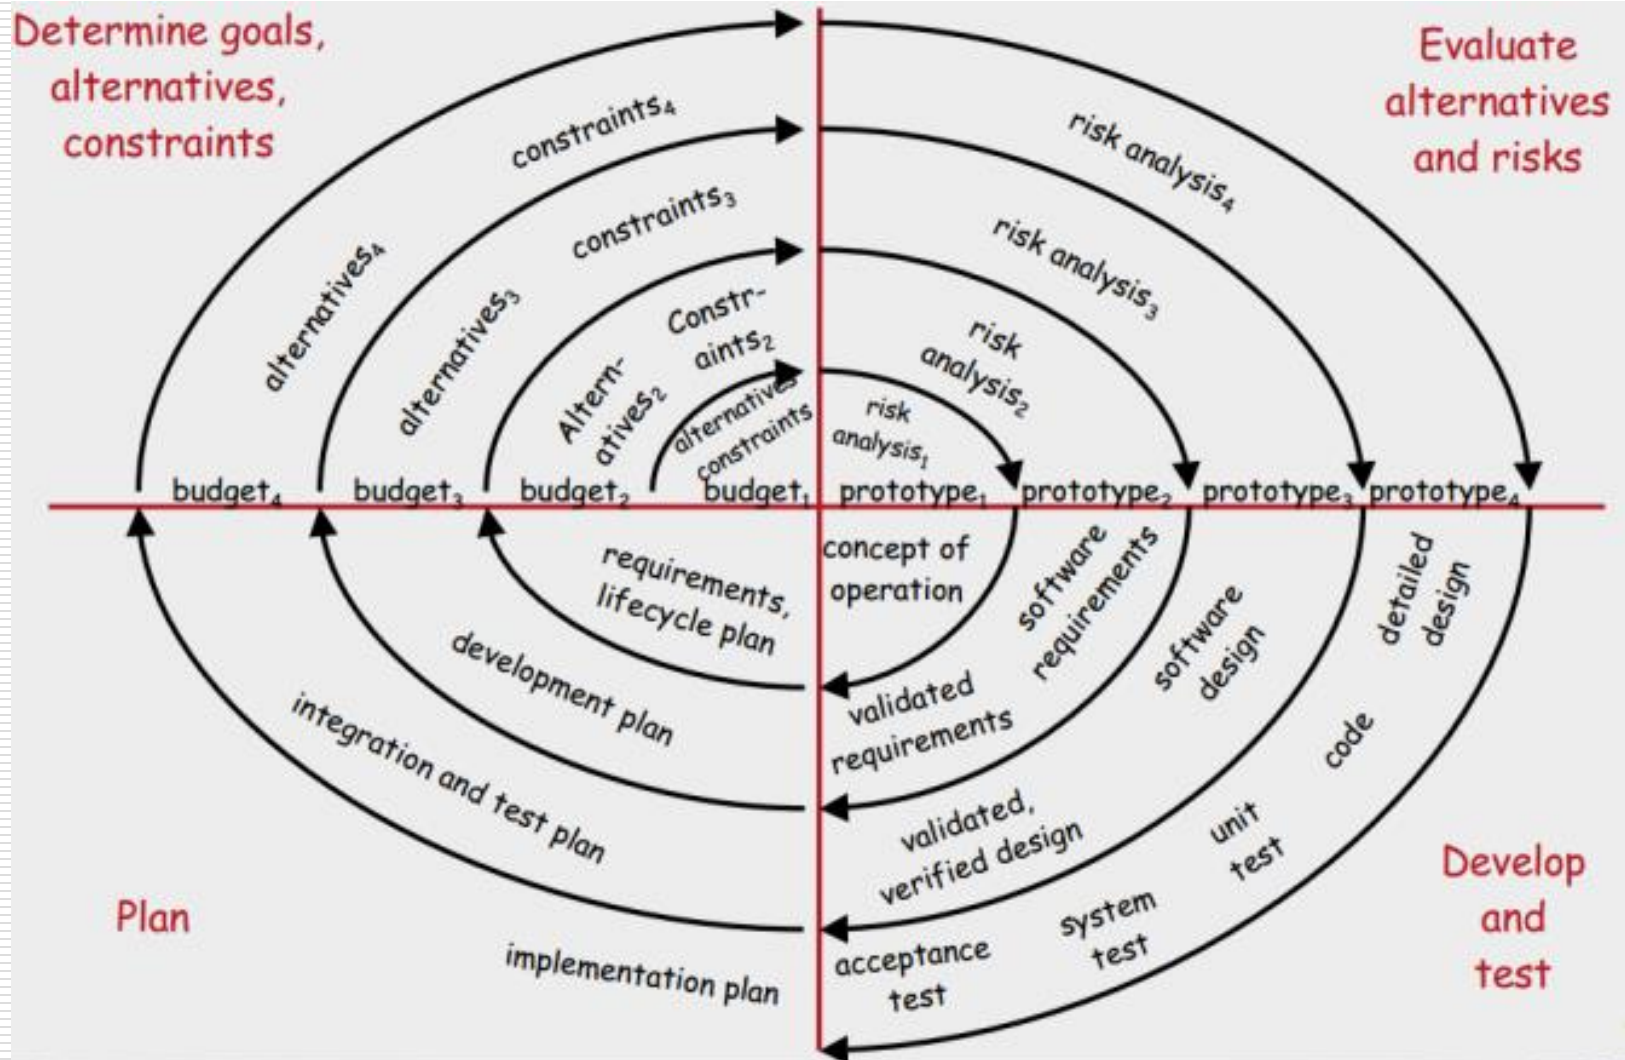 Determine goals,
alternatives,
constraints
Evaluate
alternatives
and risks
constraints₄
alternatives₄
constraints₃
alternatives₃
Constr-
aints₂
Altern-
atives₂
alternatives
constraints
risk analysis₄
risk analysis₃
risk
analysis₂
risk
analysis₁
budget₄
budget₃
budget₂
budget₁
prototype₁
prototype₂
prototype₃
prototype₄
requirements,
lifecycle plan
development plan
integration and test plan
implementation plan
concept of
operation
software
requirements
validated
requirements
software
design
validated,
verified design
detailed
design
code
unit
test
system
test
acceptance
test
Plan
Develop
and
test